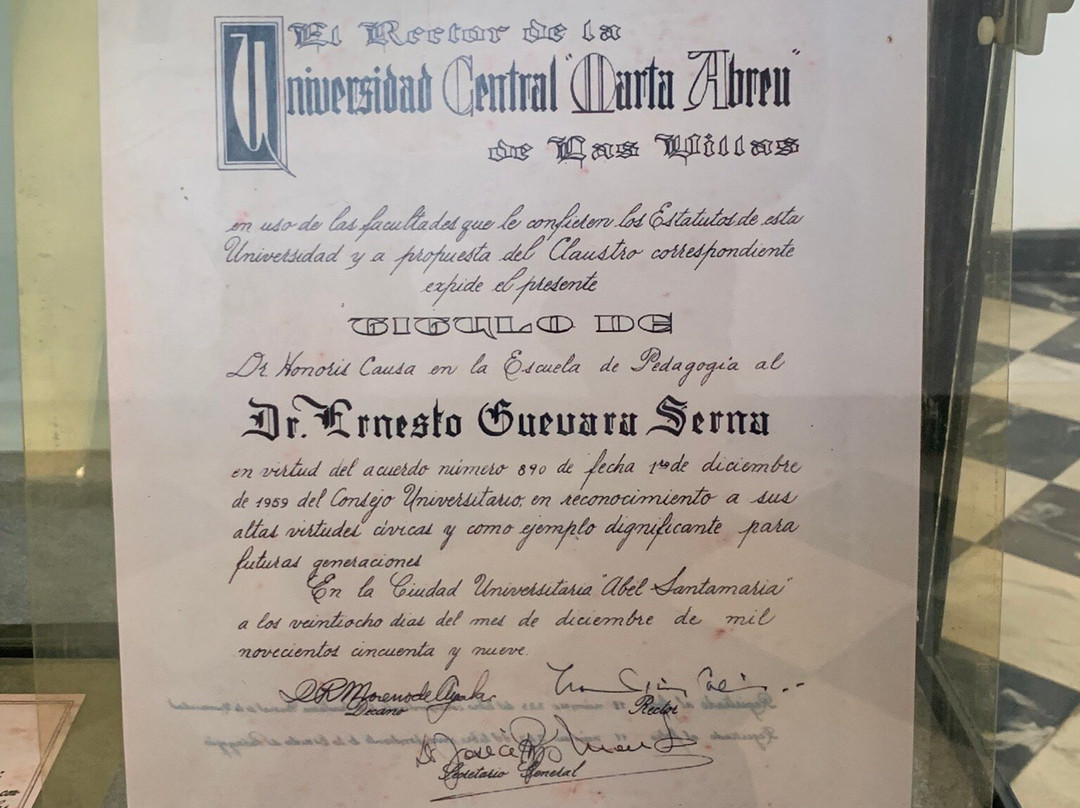 El Rector de la
Universidad Central "Marta Abreu"
de Las Villas
en uso de las facultades que le confieren los Estatutos de esta
Universidad y a propuesta del Claustro correspondiente
expide el presente
TITULO DE
Dr. Honoris Causa en la Escuela de Pedagogia al
Dr. Ernesto Guevara Serna
en virtud del acuerdo número 890 de fecha 1ro de diciembre
de 1959 del Consejo Universitario, en reconocimiento a sus
altas virtudes cívicas y como ejemplo dignificante para
futuras generaciones
En la Ciudad Universitaria "Abel Santamaria"
a los veintiocho dias del mes de diciembre de mil
novecientos cincuenta y nueve.
Decano
Rector
Secretario General